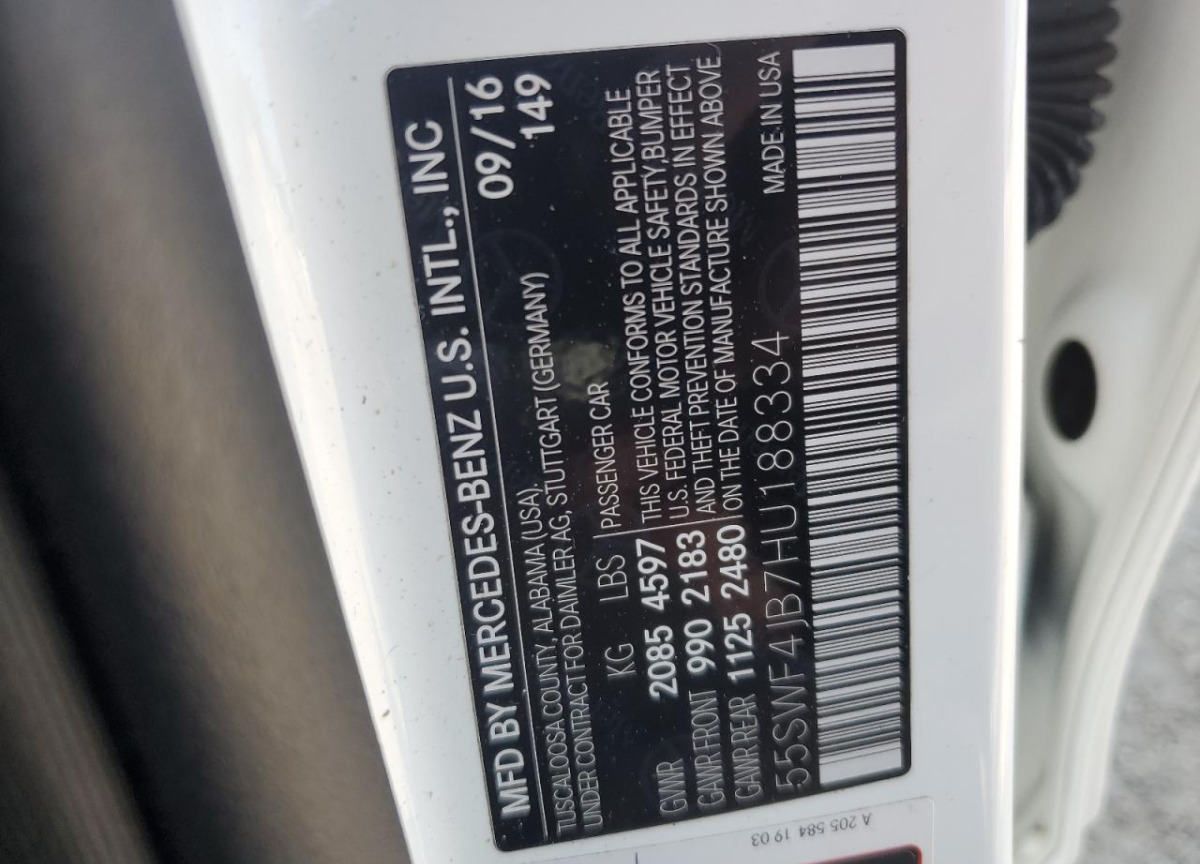 MFD BY MERCEDES-BENZ U.S. INTL., INC
TUSCALOOSA COUNTY, ALABAMA (USA). 09/16
UNDER CONTRACT FOR DAIMLER AG, STUTTGART (GERMANY) 149
KG LBS PASSENGER CAR
GVWR 2085 4597 THIS VEHICLE CONFORMS TO ALL APPLICABLE
U.S. FEDERAL MOTOR VEHICLE SAFETY,BUMPER
GAWR FRONT 990 2183 AND THEFT PREVENTION STANDARDS IN EFFECT
GAWR REAR 1125 2480 ON THE DATE OF MANUFACTURE SHOWN ABOVE.
55SWF4JB7HU188334 MADE IN USA
A 205 584 19 03